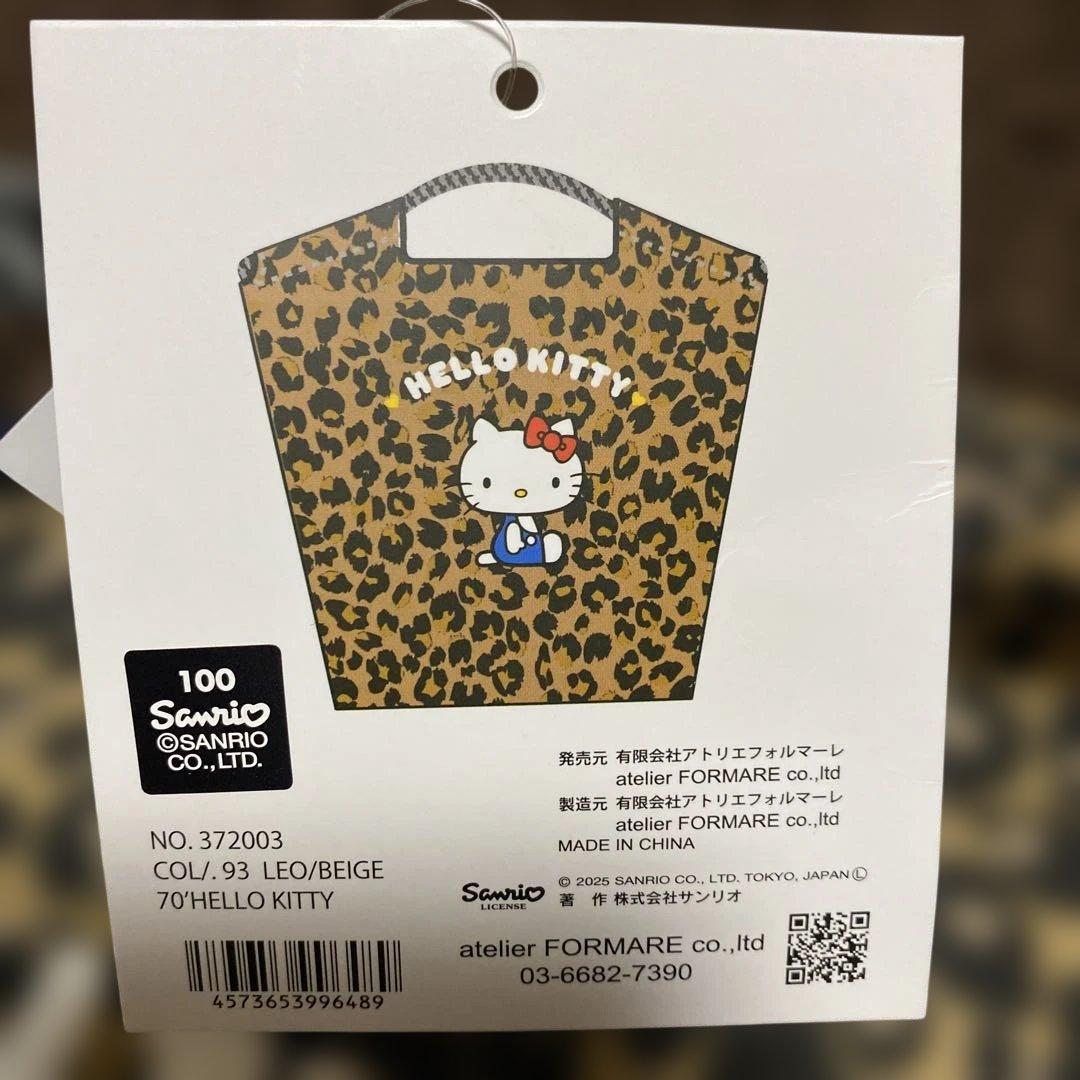 HELLO KITTY
100
Sanrio
©SANRIO
CO.,LTD.
発売元 有限会社アトリエフォルマーレ
atelier FORMARE co.,ltd
製造元 有限会社アトリエフォルマーレ
atelier FORMARE co.,ltd
MADE IN CHINA
NO. 372003
COL/. 93 LEO/BEIGE
70'HELLO KITTY
Sanrio
LICENSE
© 2025 SANRIO CO., LTD. TOKYO, JAPAN Ⓛ
著 作 株式会社サンリオ
atelier FORMARE co.,ltd
03-6682-7390
4573653996489